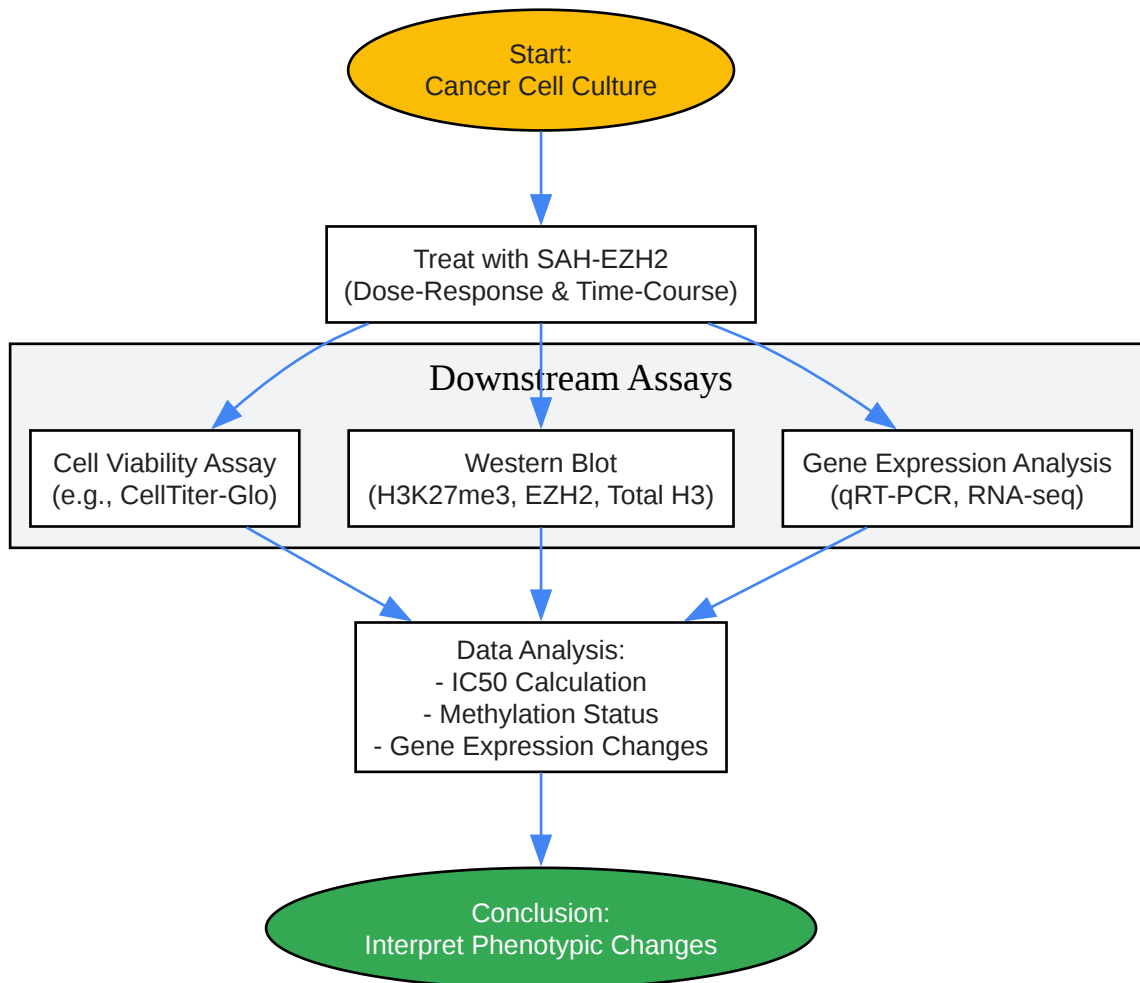 Start:
Cancer Cell Culture
Treat with SAH-EZH2
(Dose-Response & Time-Course)
Downstream Assays
Cell Viability Assay
(e.g., CellTiter-Glo)
Western Blot
(H3K27me3, EZH2, Total H3)
Gene Expression Analysis
(qRT-PCR, RNA-seq)
Data Analysis:
- IC50 Calculation
- Methylation Status
- Gene Expression Changes
Conclusion:
Interpret Phenotypic Changes